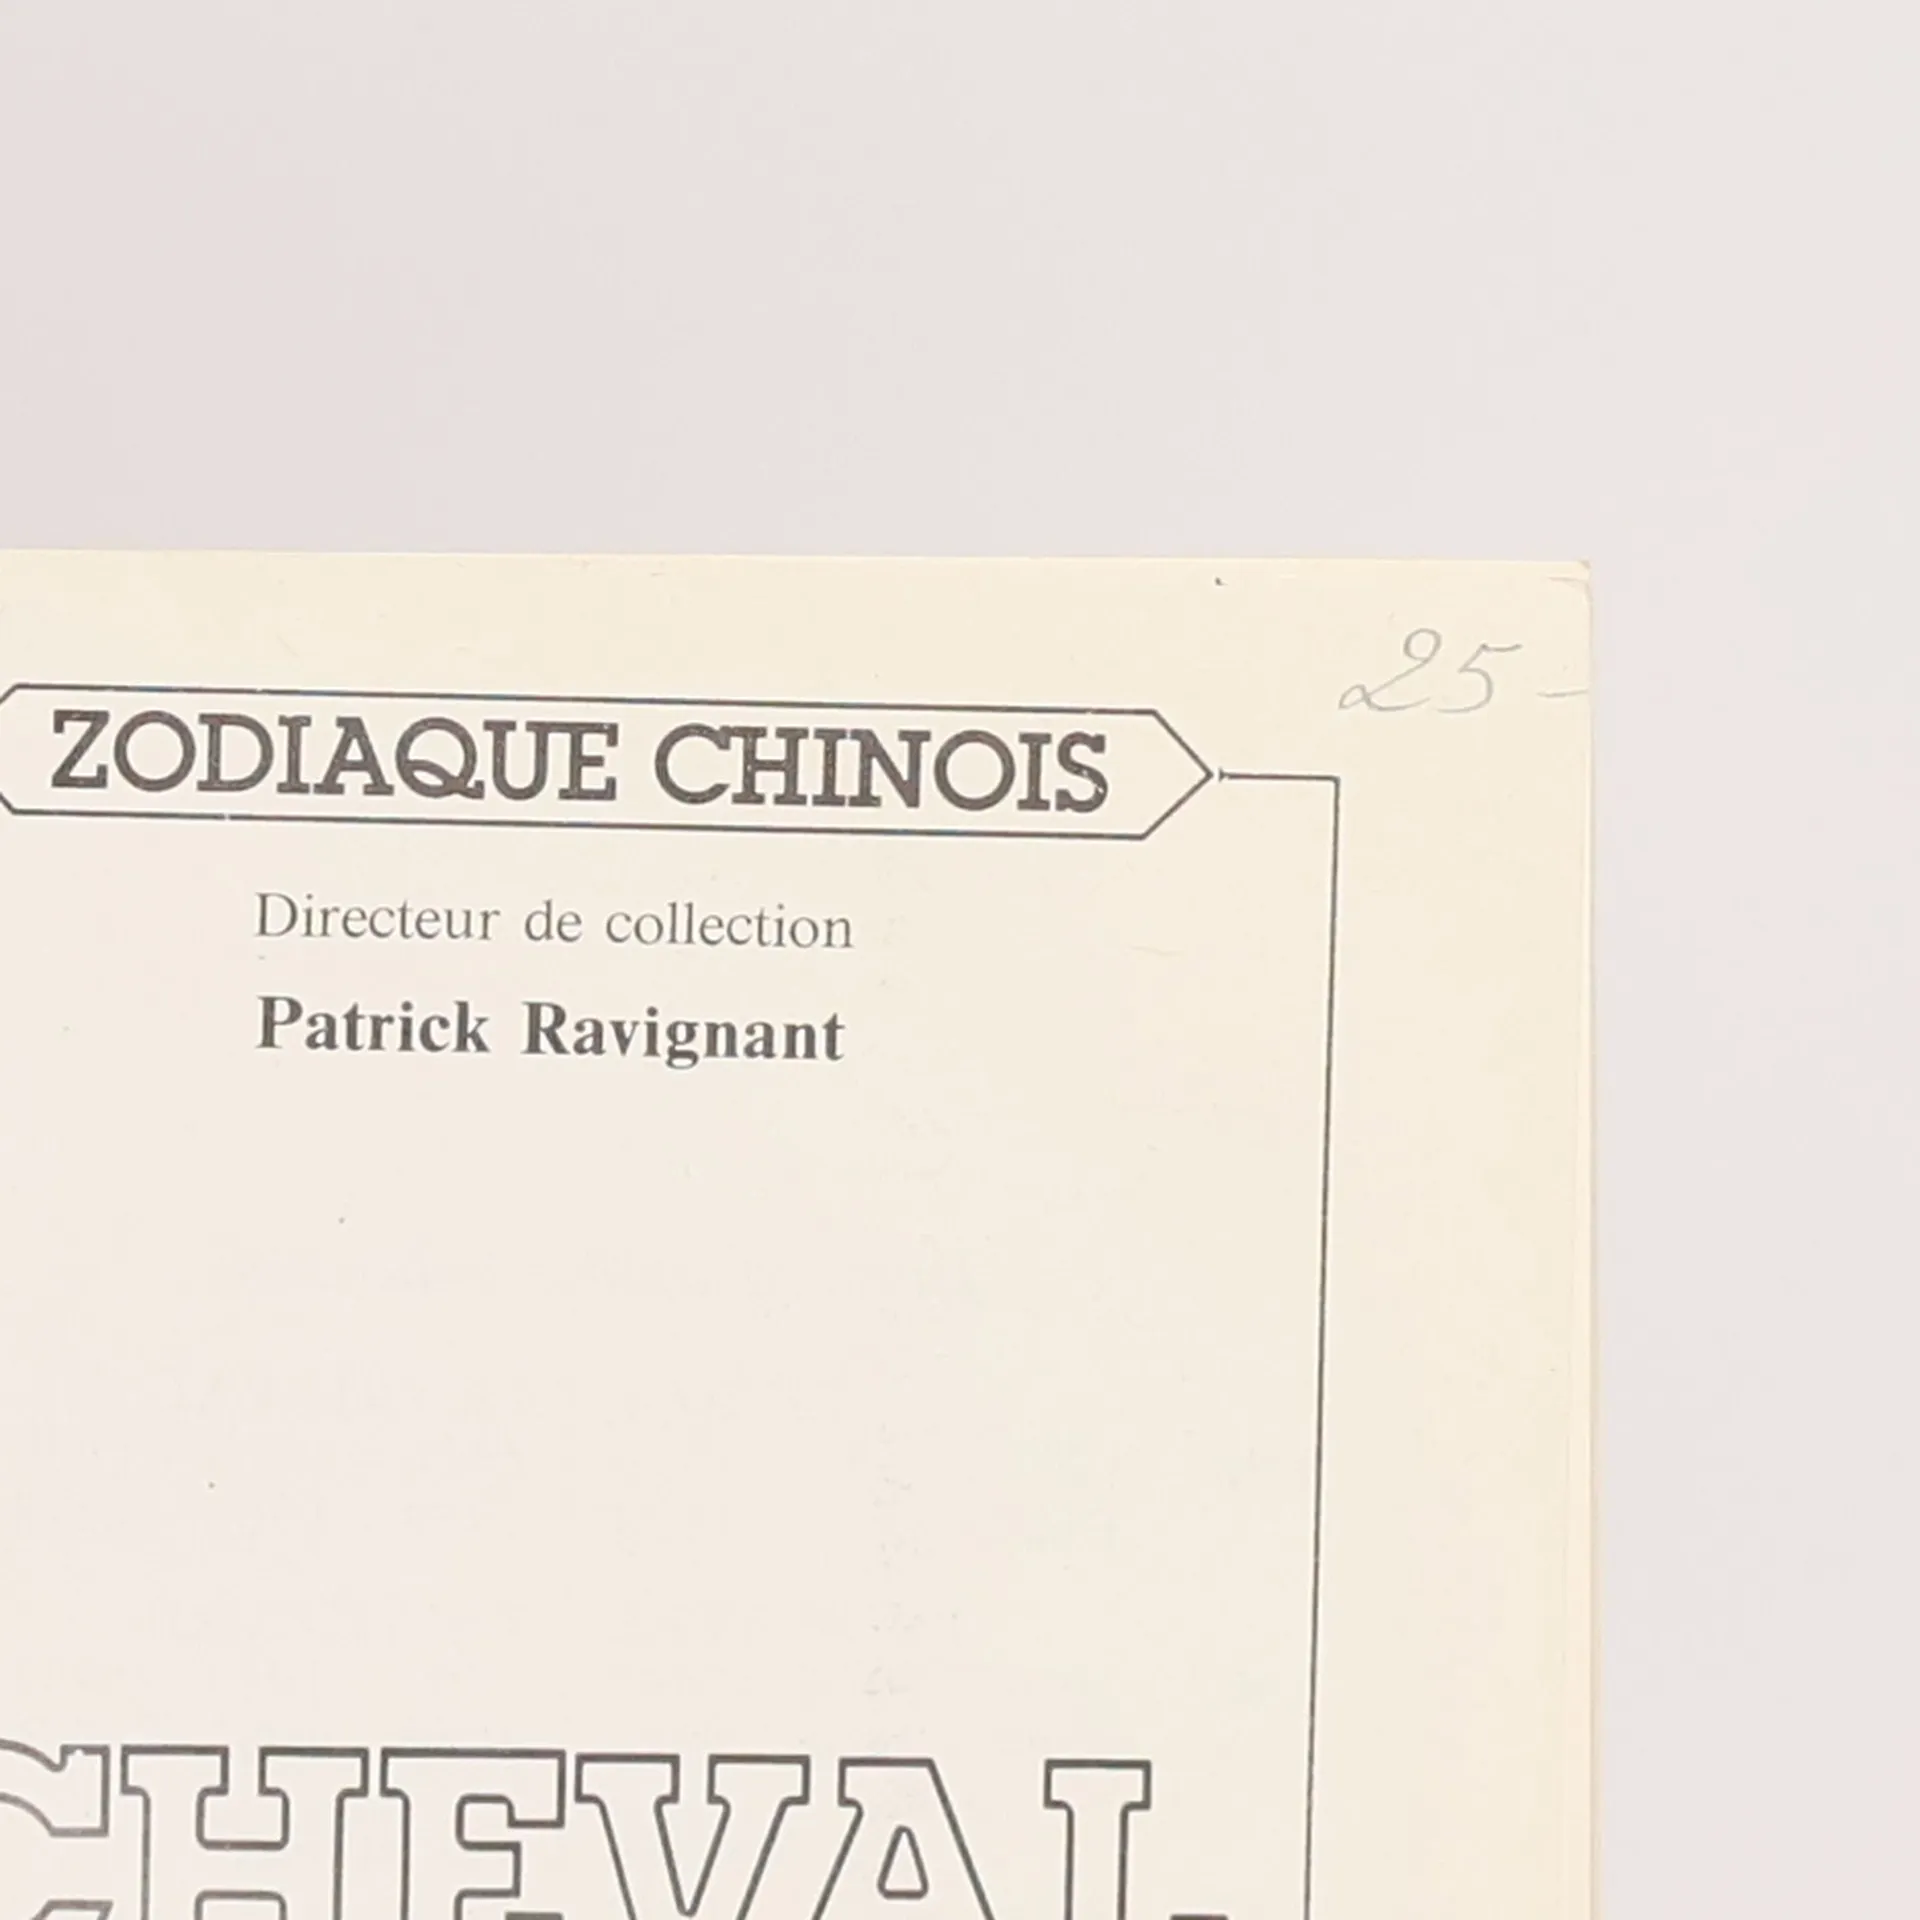 25-
ZODIAQUE CHINOIS
Directeur de collection
Patrick Ravignant
CHEVAL